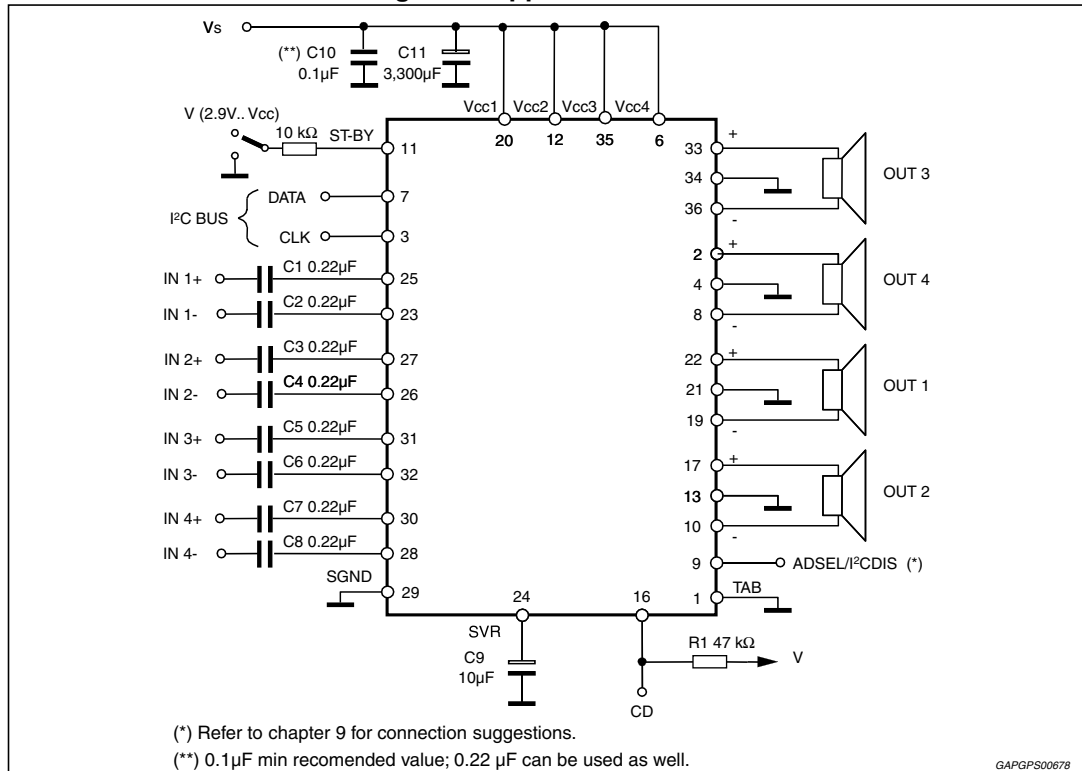 Vs
(**) C10
0.1µF
C11
3,300µF
V (2.9V.. Vcc)
10 kΩ
ST-BY
11
Vcc1
Vcc2
Vcc3
Vcc4
20
12
35
6
I²C BUS
DATA
7
CLK
3
IN 1+
C1 0.22µF
25
IN 1-
C2 0.22µF
23
IN 2+
C3 0.22µF
27
IN 2-
C4 0.22µF
26
IN 3+
C5 0.22µF
31
IN 3-
C6 0.22µF
32
IN 4+
C7 0.22µF
30
IN 4-
C8 0.22µF
28
SGND
29
33
+
34
36
-
OUT 3
2
+
4
8
-
OUT 4
22
+
21
19
-
OUT 1
17
+
13
10
-
OUT 2
9
ADSEL/I²CDIS (*)
1
TAB
24
SVR
C9
10µF
16
R1 47 kΩ
V
CD
(*) Refer to chapter 9 for connection suggestions.
(**) 0.1µF min recomended value; 0.22 µF can be used as well.
GAPGPS00678